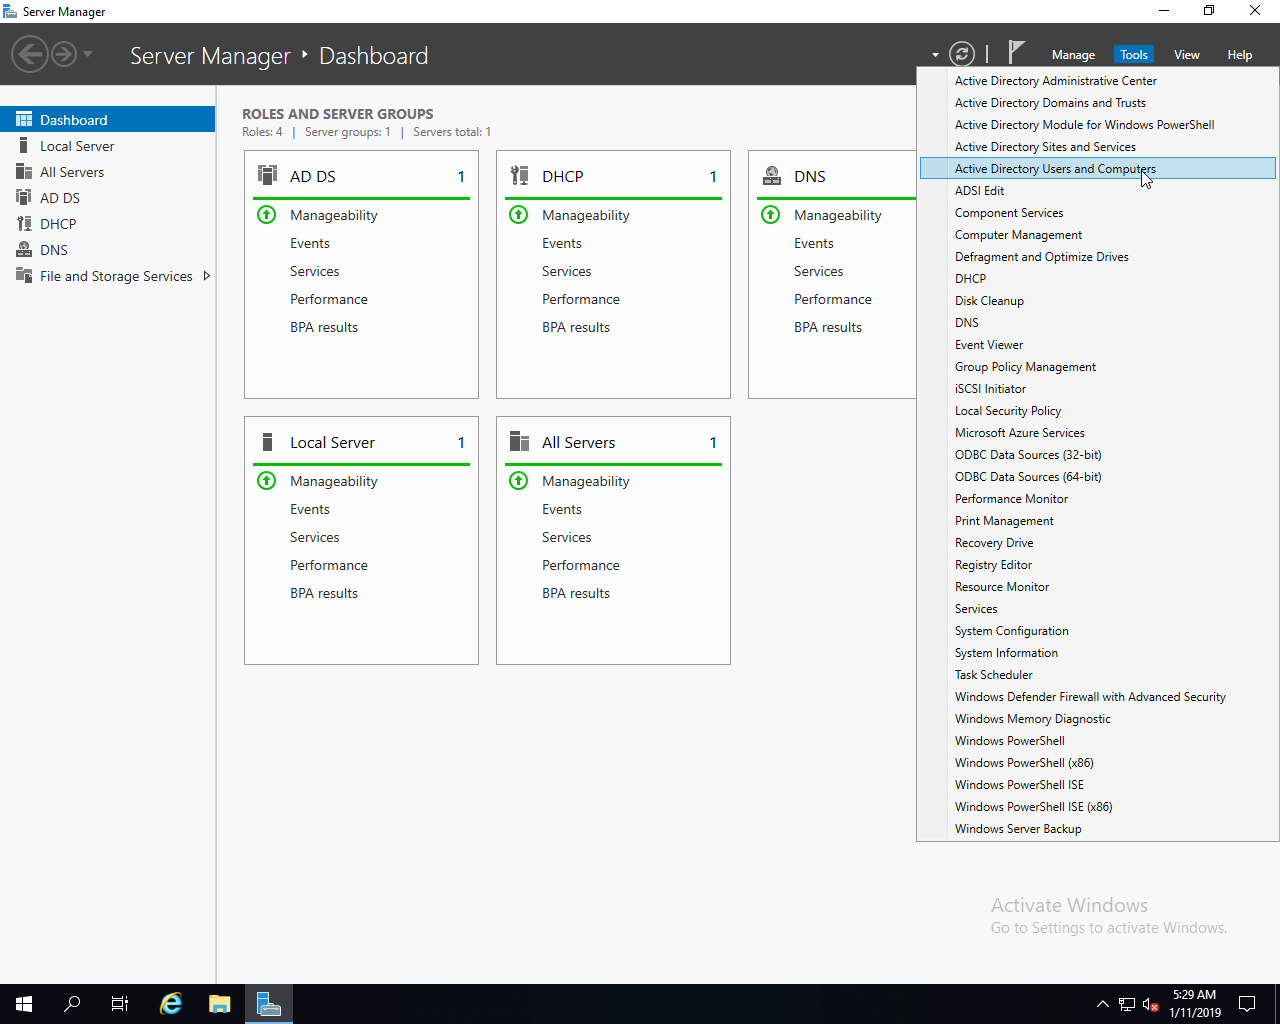 Server Manager
Server Manager ‣ Dashboard
Manage
Tools
View
Help
Dashboard
Local Server
All Servers
AD DS
DHCP
DNS
File and Storage Services
ROLES AND SERVER GROUPS
Roles: 4 | Server groups: 1 | Servers total: 1
AD DS 1
Manageability
Events
Services
Performance
BPA results
DHCP 1
Manageability
Events
Services
Performance
BPA results
DNS
Manageability
Events
Services
Performance
BPA results
Local Server 1
Manageability
Events
Services
Performance
BPA results
All Servers 1
Manageability
Events
Services
Performance
BPA results
Active Directory Administrative Center
Active Directory Domains and Trusts
Active Directory Module for Windows PowerShell
Active Directory Sites and Services
Active Directory Users and Computers
ADSI Edit
Component Services
Computer Management
Defragment and Optimize Drives
DHCP
Disk Cleanup
DNS
Event Viewer
Group Policy Management
iSCSI Initiator
Local Security Policy
Microsoft Azure Services
ODBC Data Sources (32-bit)
ODBC Data Sources (64-bit)
Performance Monitor
Print Management
Recovery Drive
Registry Editor
Resource Monitor
Services
System Configuration
System Information
Task Scheduler
Windows Defender Firewall with Advanced Security
Windows Memory Diagnostic
Windows PowerShell
Windows PowerShell (x86)
Windows PowerShell ISE
Windows PowerShell ISE (x86)
Windows Server Backup
Activate Windows
Go to Settings to activate Windows.
5:29 AM
1/11/2019